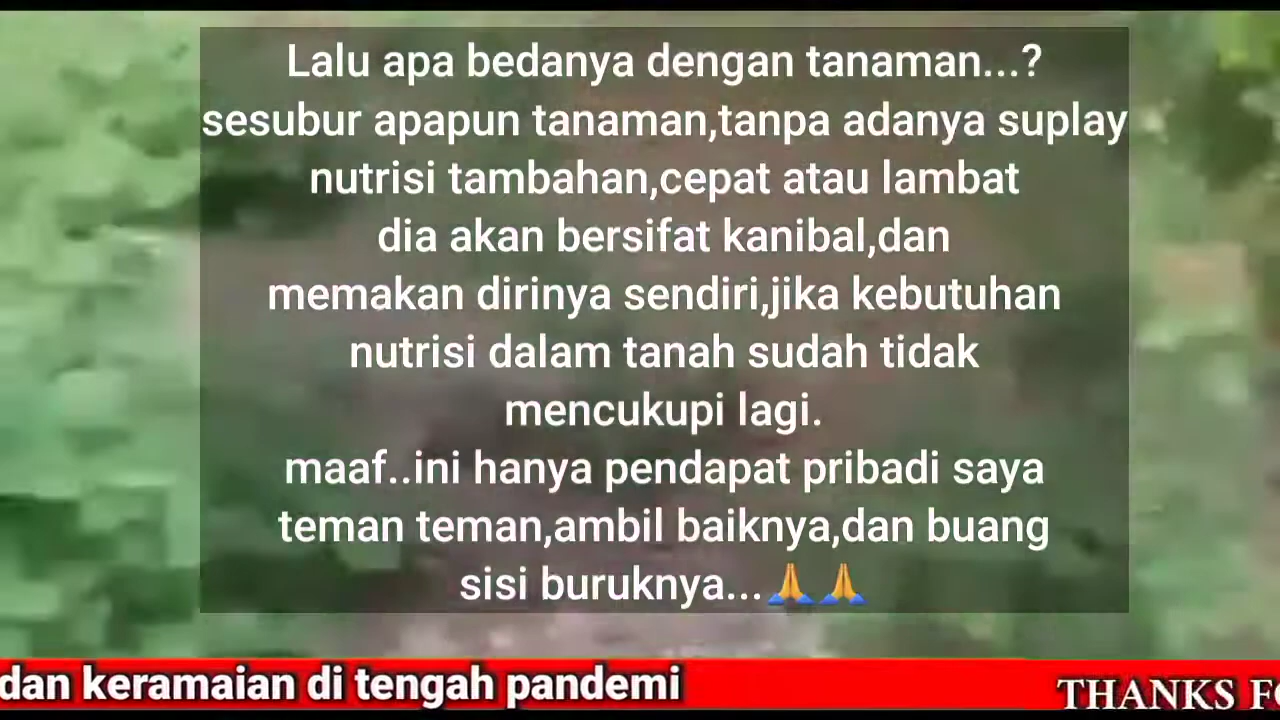 Lalu apa bedanya dengan tanaman...?
sesubur apapun tanaman,tanpa adanya suplay
nutrisi tambahan,cepat atau lambat
dia akan bersifat kanibal,dan
memakan dirinya sendiri,jika kebutuhan
nutrisi dalam tanah sudah tidak
mencukupi lagi.
maaf..ini hanya pendapat pribadi saya
teman teman,ambil baiknya,dan buang
sisi buruknya...🙏🙏
dan keramaian di tengah pandemi
THANKS